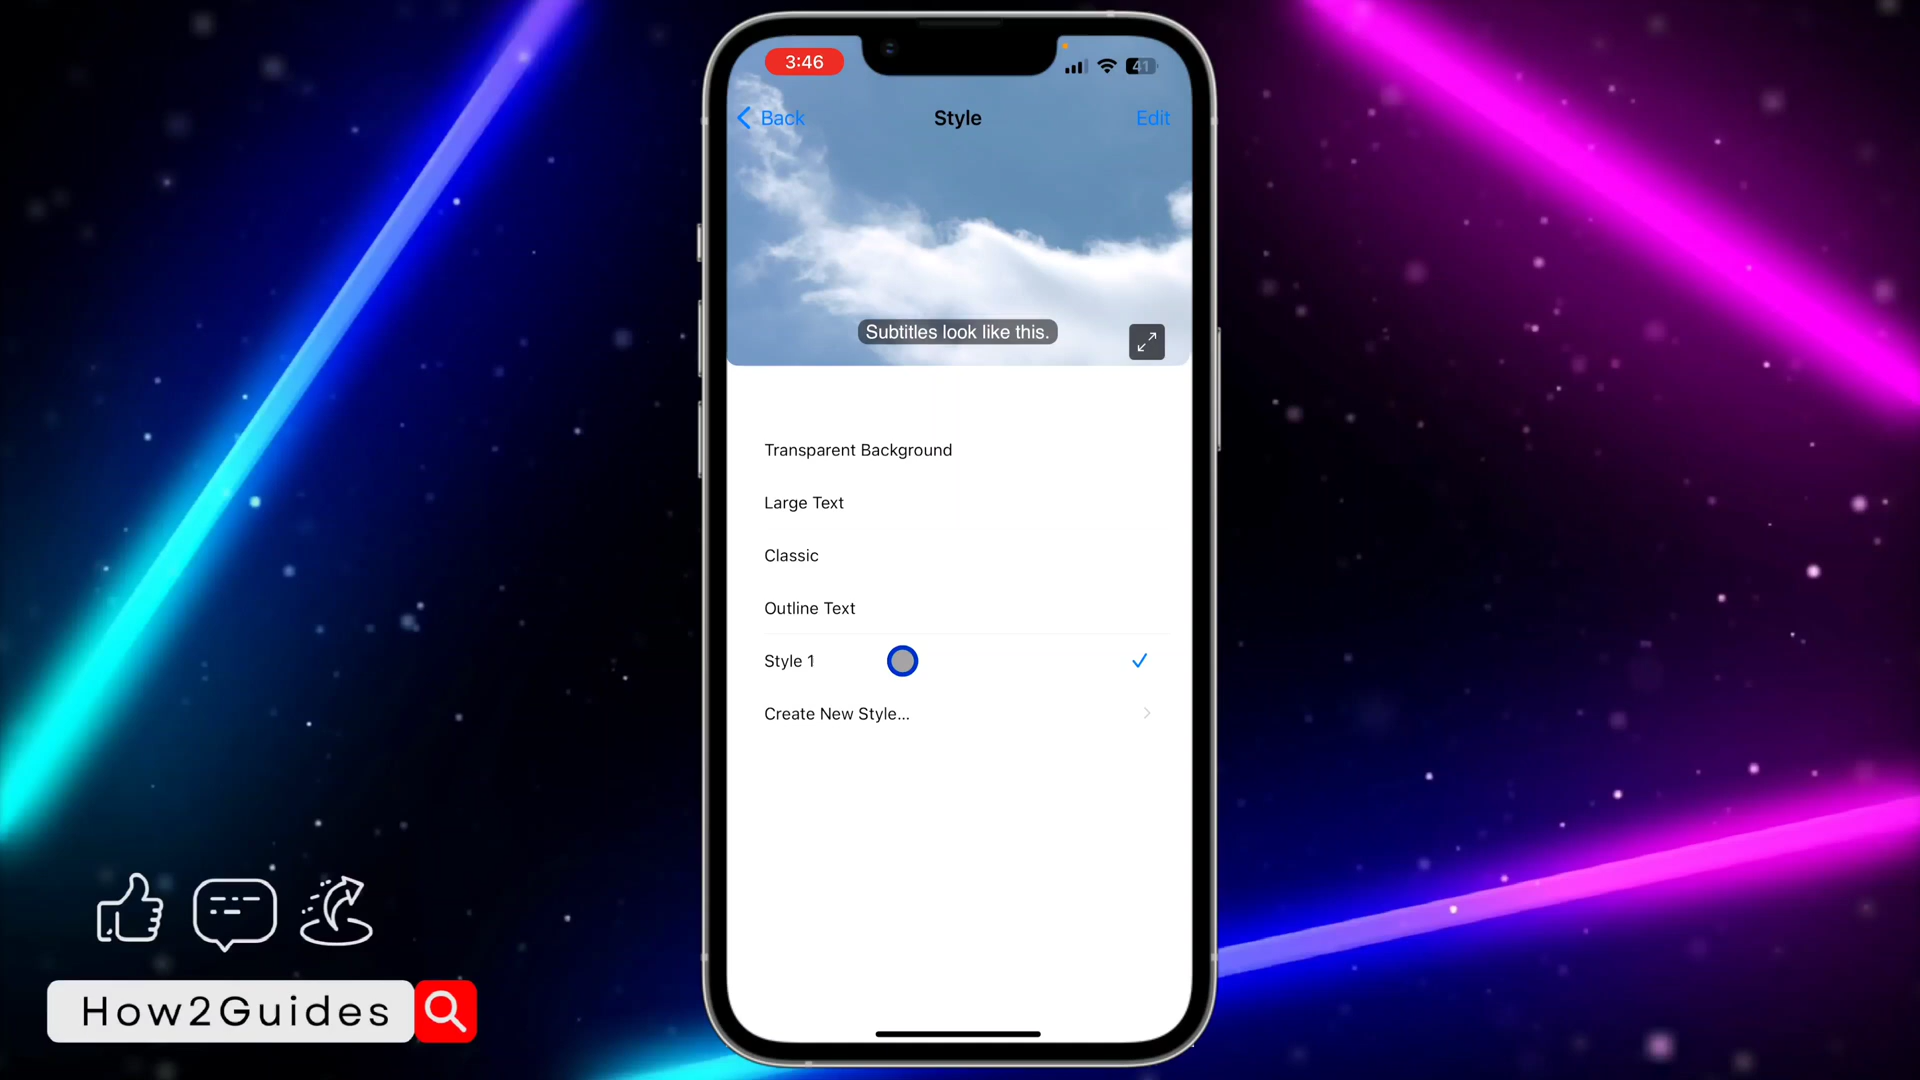 3:46
41
Back
Style
Edit
Subtitles look like this.
Transparent Background
Large Text
Classic
Outline Text
Style 1
Create New Style...
How2Guides